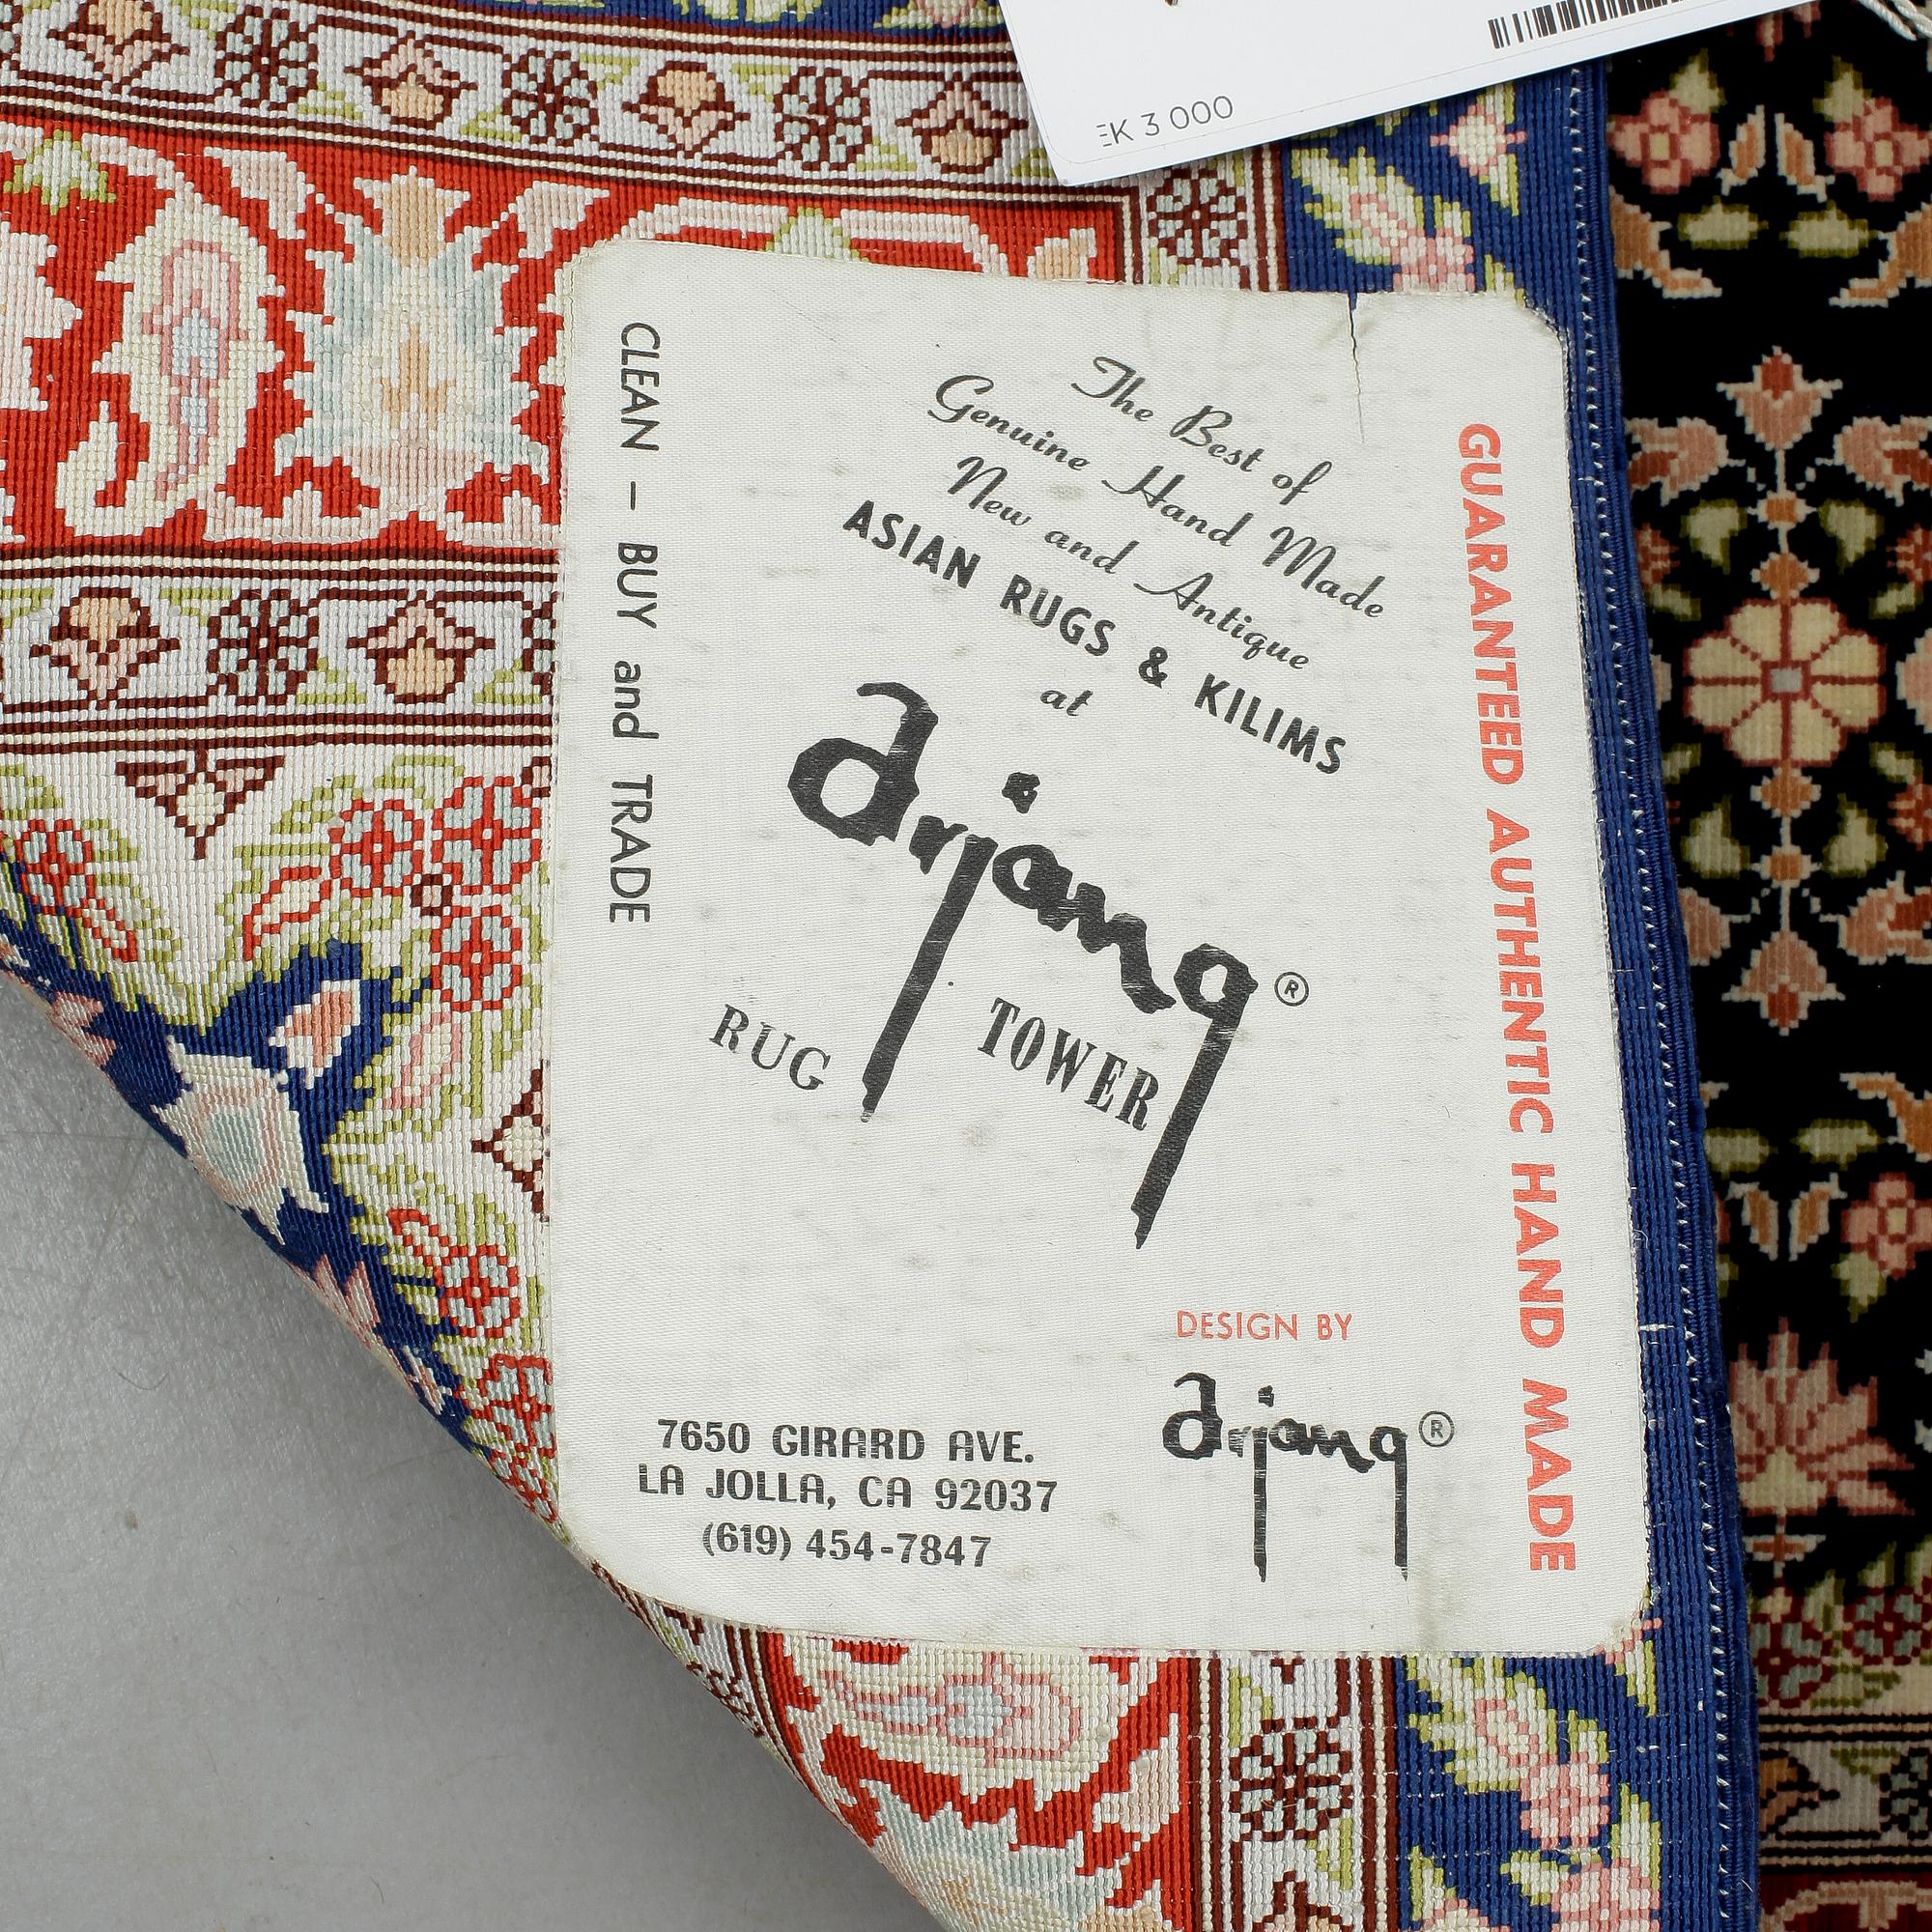 EK 3 000
CLEAN – BUY and TRADE
The Best of
Genuine Hand Made
New and Antique
ASIAN RUGS & KILIMS
at
arjang®
RUG TOWER
GUARANTEED AUTHENTIC HAND MADE
DESIGN BY
arjang®
7650 GIRARD AVE.
LA JOLLA, CA 92037
(619) 454-7847